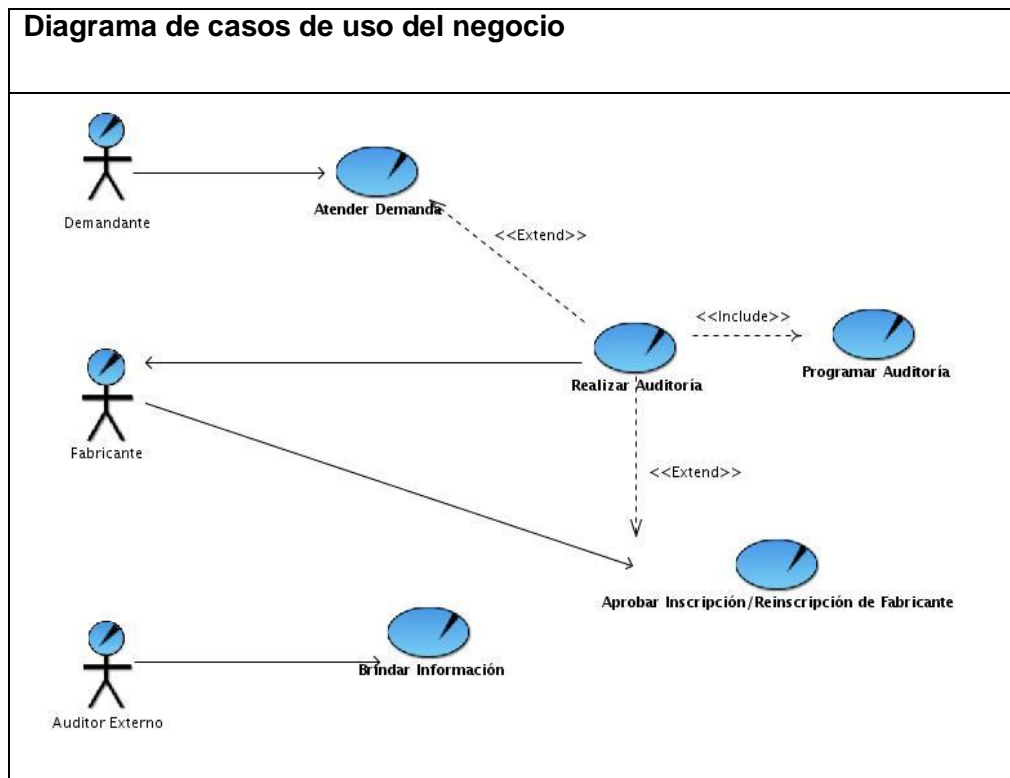 Diagrama de casos de uso del negocio
Demandante
Atender Demanda
<<Extend>>
<<Include>>
Realizar Auditoría
Programar Auditoría
Fabricante
<<Extend>>
Aprobar Inscripción/Reinscripción de Fabricante
Brindar Información
Auditor Externo